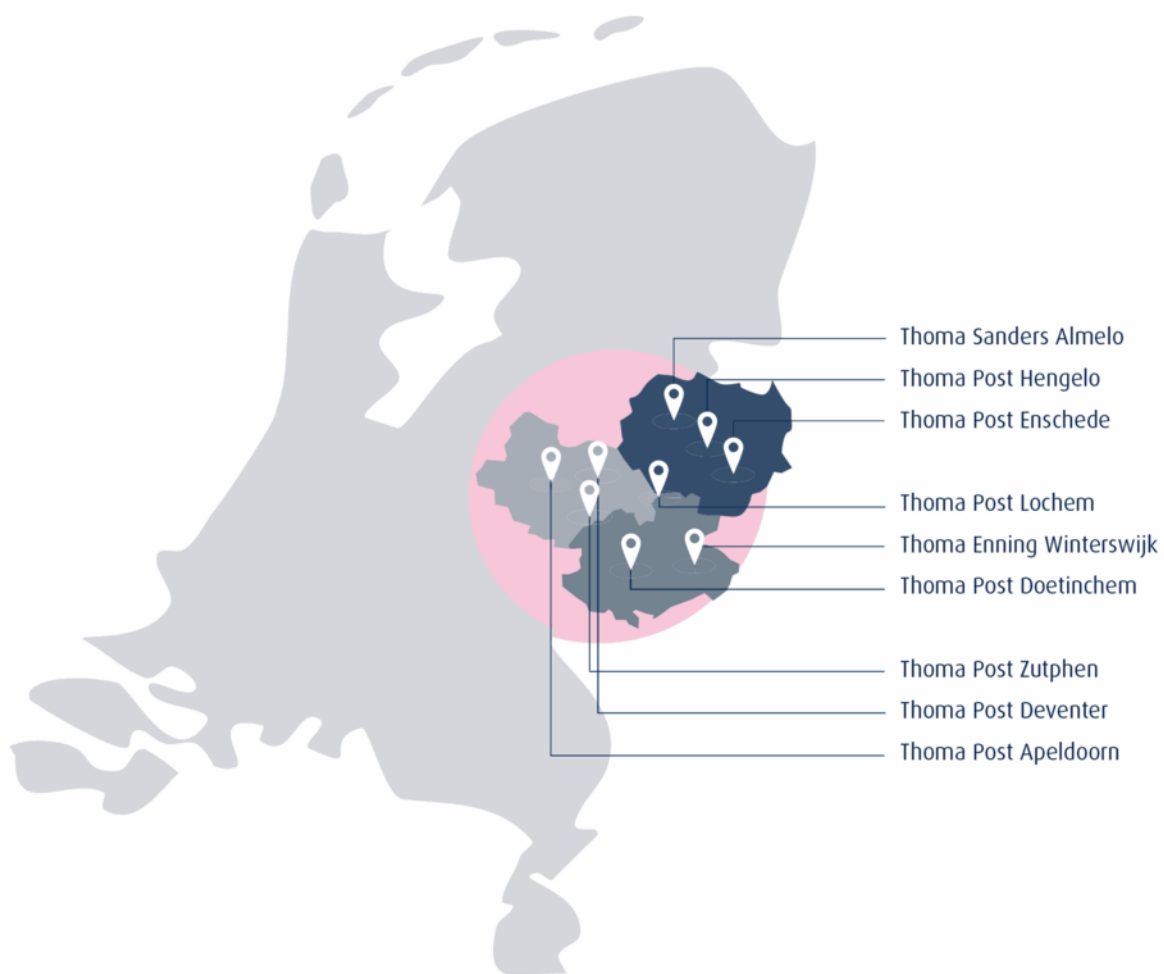 Thoma Sanders Almelo
Thoma Post Hengelo
Thoma Post Enschede
Thoma Post Lochem
Thoma Enning Winterswijk
Thoma Post Doetinchem
Thoma Post Zutphen
Thoma Post Deventer
Thoma Post Apeldoorn